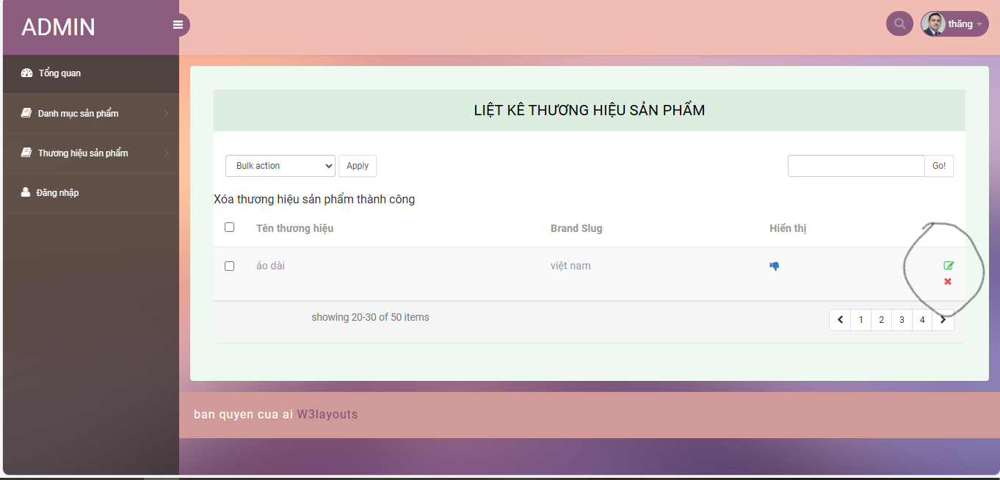 ADMIN
thăng
Tổng quan
Danh mục sản phẩm
Thương hiệu sản phẩm
Đăng nhập
LIỆT KÊ THƯƠNG HIỆU SẢN PHẨM
Bulk action Apply Go!
Xóa thương hiệu sản phẩm thành công
Tên thương hiệu Brand Slug Hiển thị
áo dài việt nam
showing 20-30 of 50 items 1 2 3 4
ban quyen cua ai W3layouts